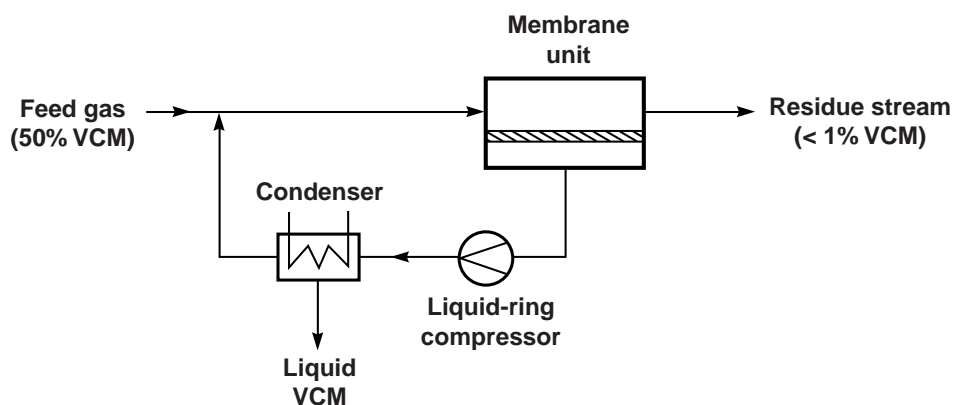 Membrane
unit
Feed gas
(50% VCM)
Residue stream
(< 1% VCM)
Condenser
Liquid-ring
compressor
Liquid
VCM